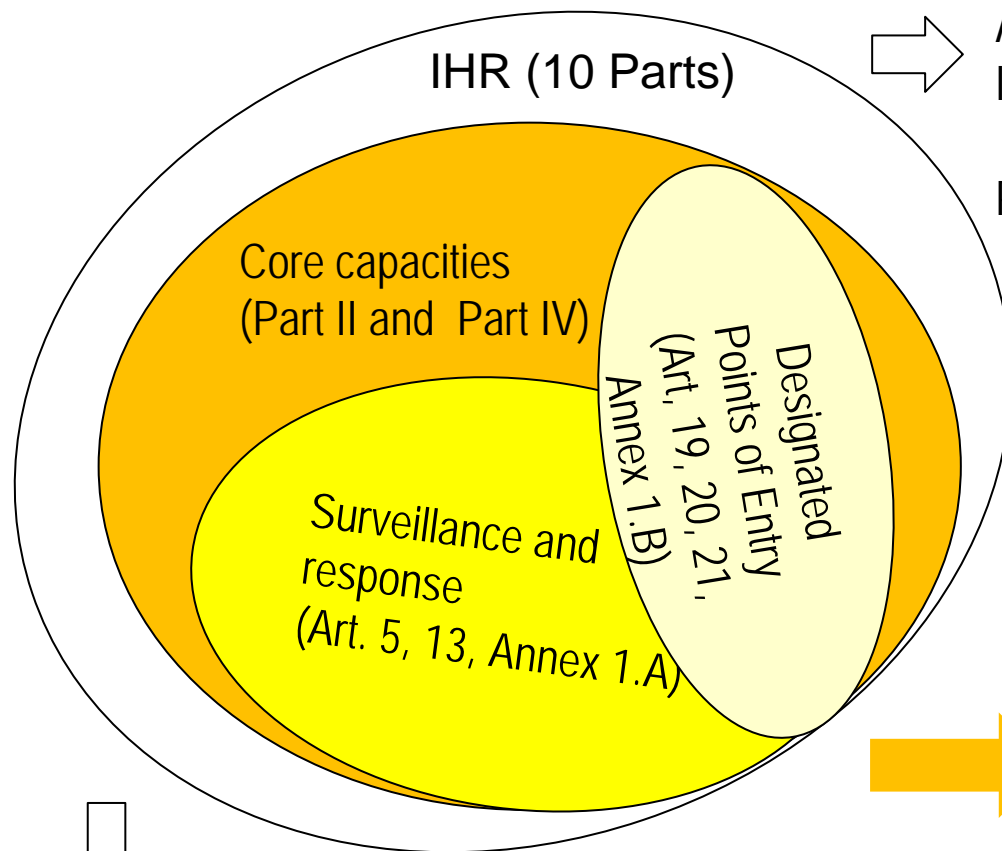 IHR (10 Parts)
Core capacities
(Part II and  Part IV)
Designated
Points of Entry
(Art, 19, 20, 21,
Annex 1.B)
Surveillance and
response
(Art. 5, 13, Annex 1.A)